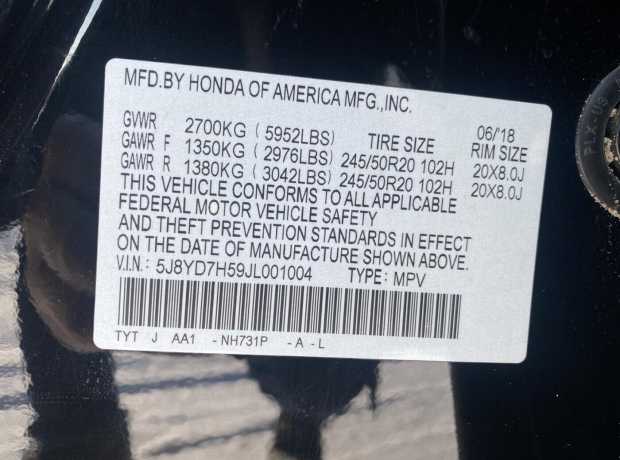 MFD.BY HONDA OF AMERICA MFG.,INC.
06/'18
GVWR 2700KG ( 5952LBS) TIRE SIZE RIM SIZE
GAWR F 1350KG ( 2976LBS) 245/50R20 102H 20X8.0J
GAWR R 1380KG ( 3042LBS) 245/50R20 102H 20X8.0J
THIS VEHICLE CONFORMS TO ALL APPLICABLE
FEDERAL MOTOR VEHICLE SAFETY
AND THEFT PREVENTION STANDARDS IN EFFECT
ON THE DATE OF MANUFACTURE SHOWN ABOVE.
V.I.N.: 5J8YD7H59JL001004 TYPE: MPV
TYT J AA1 -NH731P -A -L